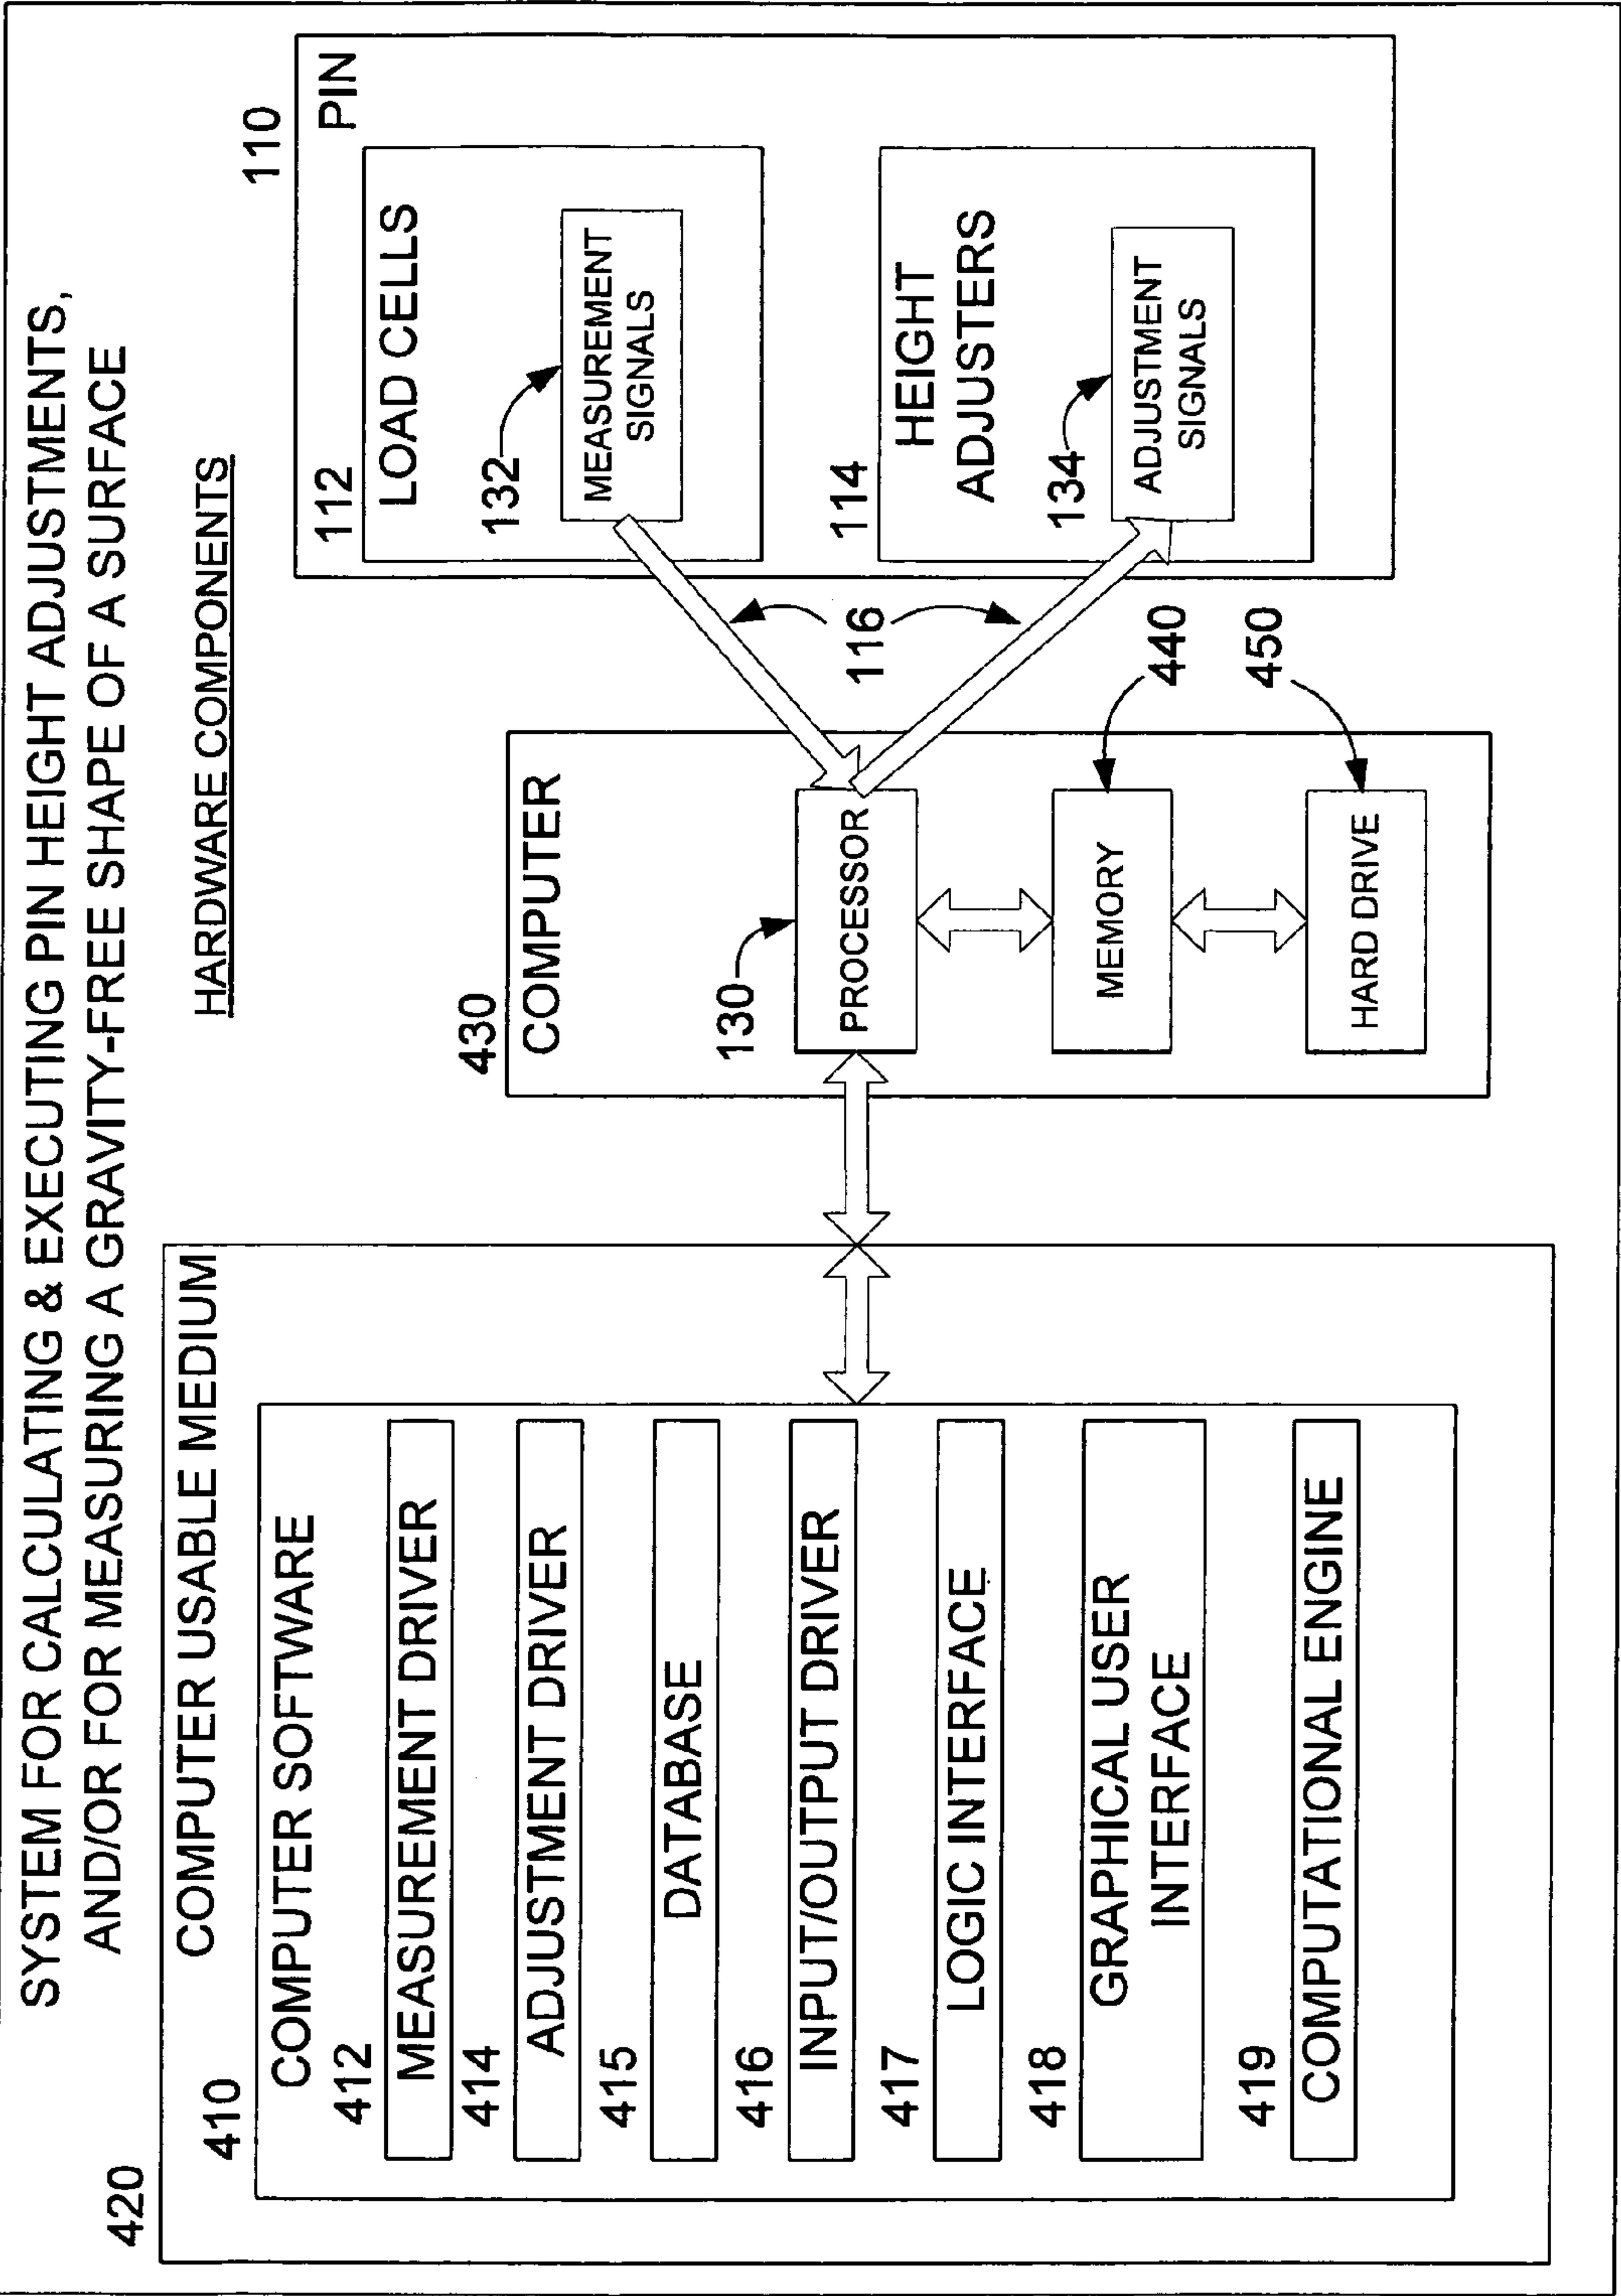 SYSTEM FOR CALCULATING & EXECUTING PIN HEIGHT ADJUSTMENTS,
AND/OR FOR MEASURING A GRAVITY-FREE SHAPE OF A SURFACE
HARDWARE COMPONENTS
420
COMPUTER USABLE MEDIUM
410
COMPUTER SOFTWARE
412
MEASUREMENT DRIVER
414
ADJUSTMENT DRIVER
415
DATABASE
416
INPUT/OUTPUT DRIVER
417
LOGIC INTERFACE
418
GRAPHICAL USER
INTERFACE
419
COMPUTATIONAL ENGINE
430
COMPUTER
130
PROCESSOR
MEMORY
440
HARD DRIVE
450
116
110
PIN
112
LOAD CELLS
132
MEASUREMENT
SIGNALS
114
HEIGHT
ADJUSTERS
134
ADJUSTMENT
SIGNALS